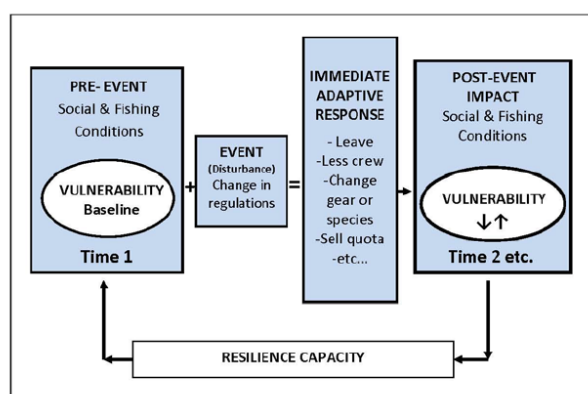 PRE- EVENT
Social & Fishing
Conditions
VULNERABILITY
Baseline
Time 1
+
EVENT
(Disturbance)
Change in
regulations
=
IMMEDIATE
ADAPTIVE
RESPONSE
- Leave
-Less crew
-Change
gear or
species
-Sell quota
-etc...
POST-EVENT
IMPACT
Social & Fishing
Conditions
VULNERABILITY
↓↑
Time 2 etc.
RESILIENCE CAPACITY